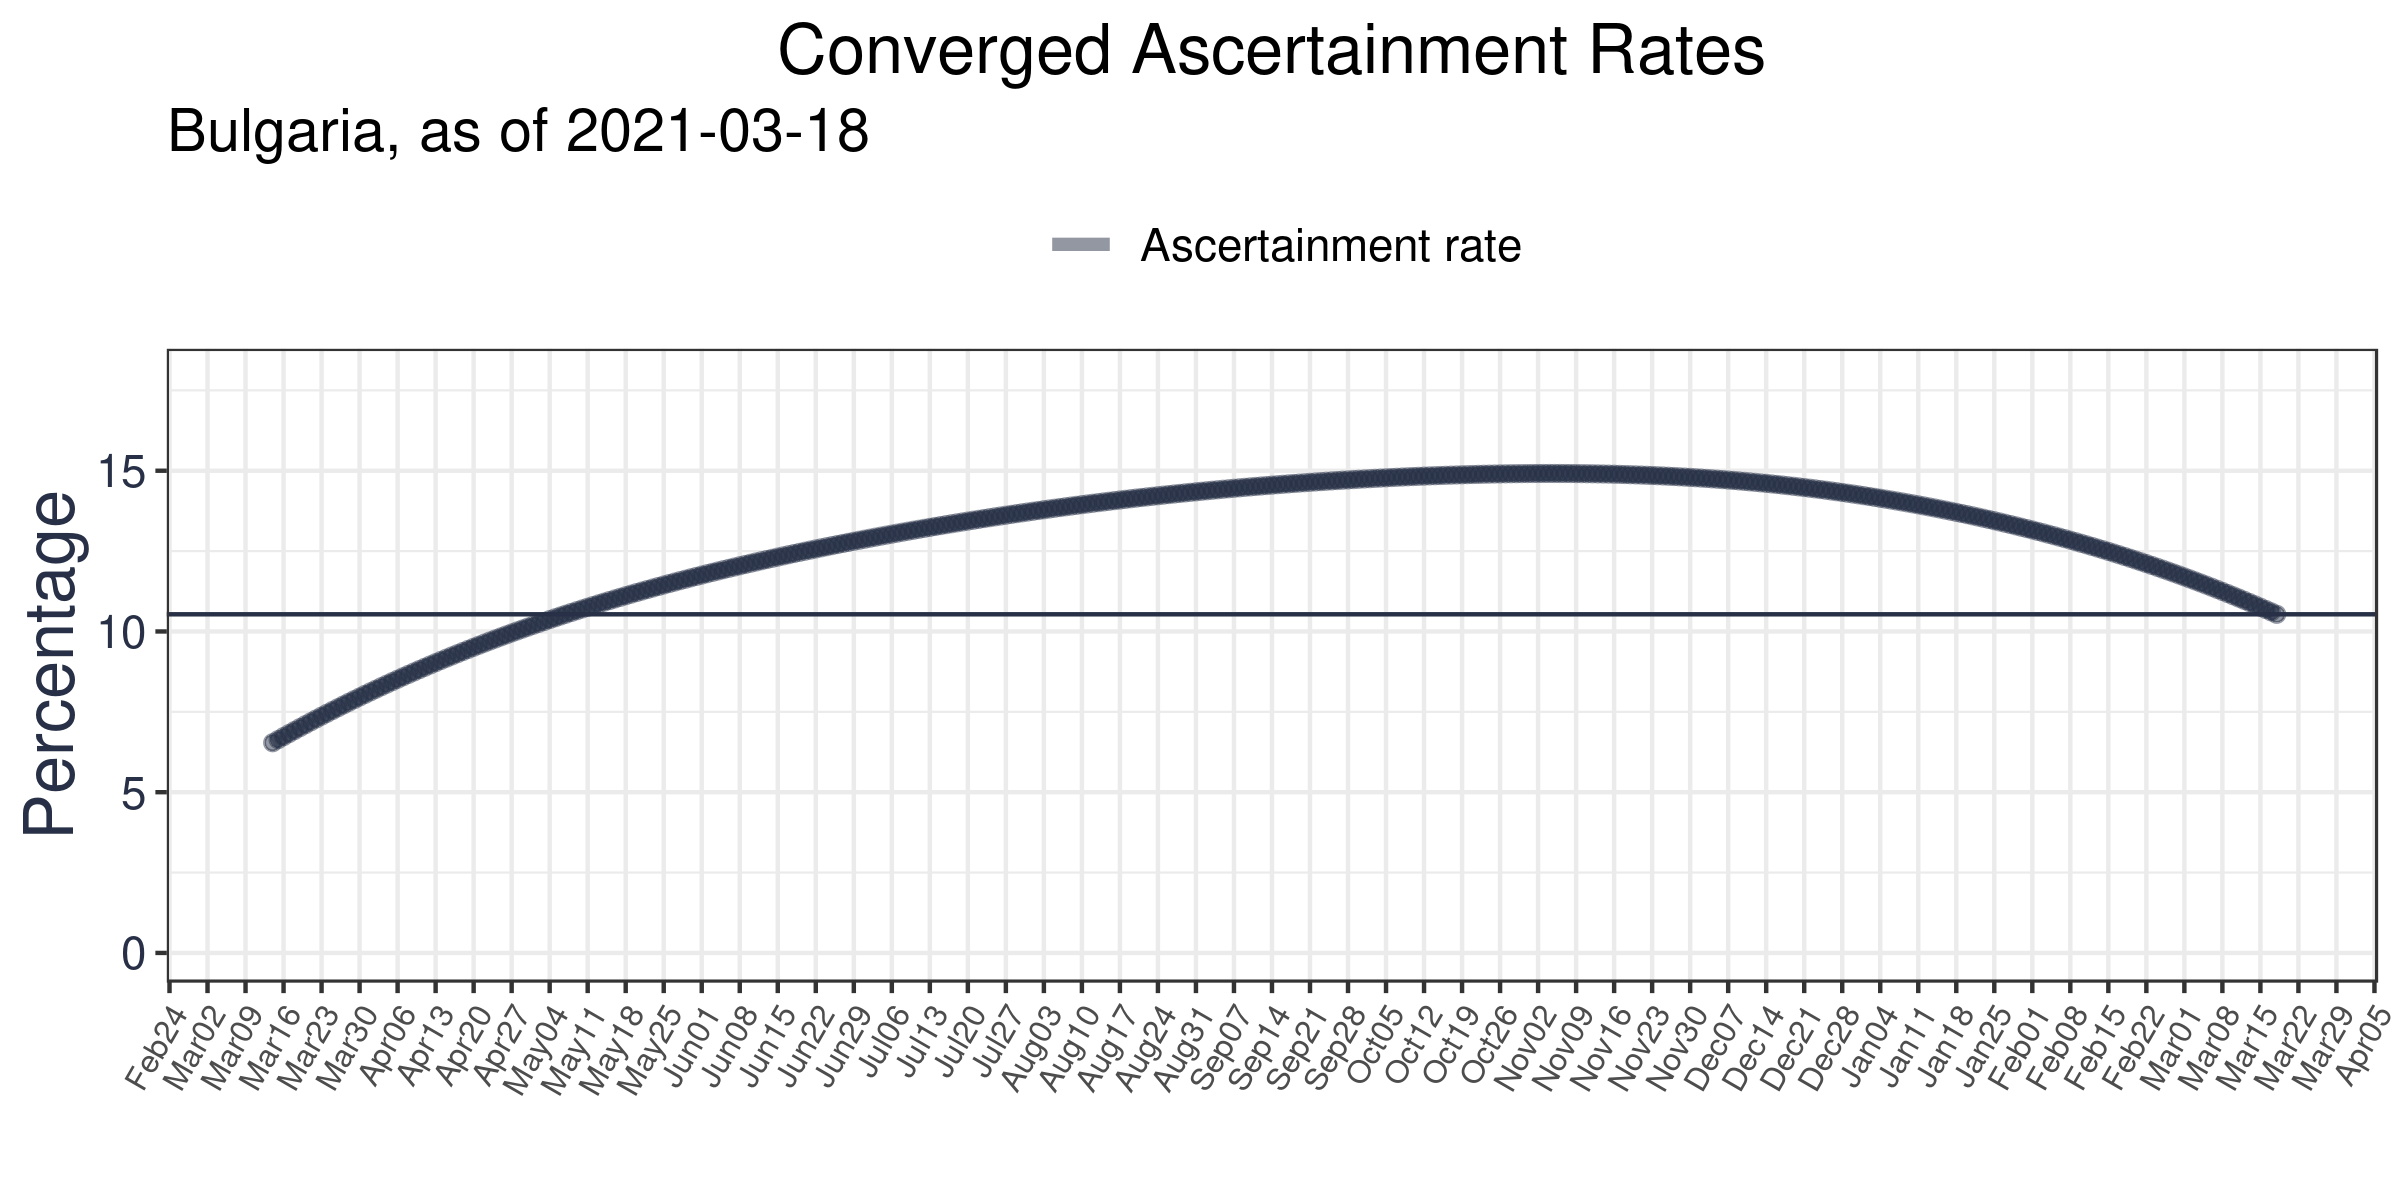 Converged Ascertainment Rates
Bulgaria, as of 2021-03-18
Ascertainment rate
Percentage
15
10
5
0
Feb24 Mar02 Mar09 Mar16 Mar23 Mar30 Apr06 Apr13 Apr20 Apr27 May04 May11 May18 May25 Jun01 Jun08 Jun15 Jun22 Jun29 Jul06 Jul13 Jul20 Jul27 Aug03 Aug10 Aug17 Aug24 Aug31 Sep07 Sep14 Sep21 Sep28 Oct05 Oct12 Oct19 Oct26 Nov02 Nov09 Nov16 Nov23 Nov30 Dec07 Dec14 Dec21 Dec28 Jan04 Jan11 Jan18 Jan25 Feb01 Feb08 Feb15 Feb22 Mar01 Mar08 Mar15 Mar22 Mar29 Apr05